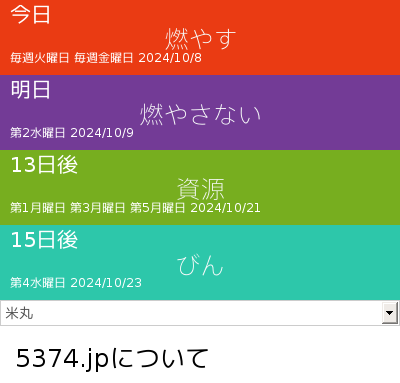 今日
燃やす
毎週火曜日 毎週金曜日 2024/10/8
明日
燃やさない
第2水曜日 2024/10/9
13日後
資源
第1月曜日 第3月曜日 第5月曜日 2024/10/21
15日後
びん
第4水曜日 2024/10/23
米丸
5374.jpについて